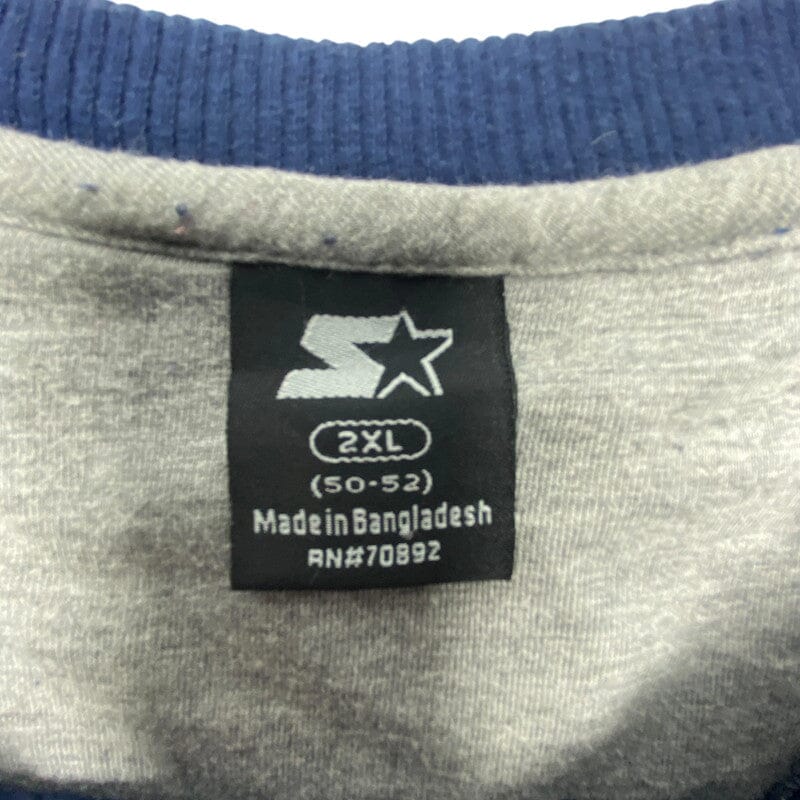 2XL
(50-52)
Made in Bangladesh
RN#70892